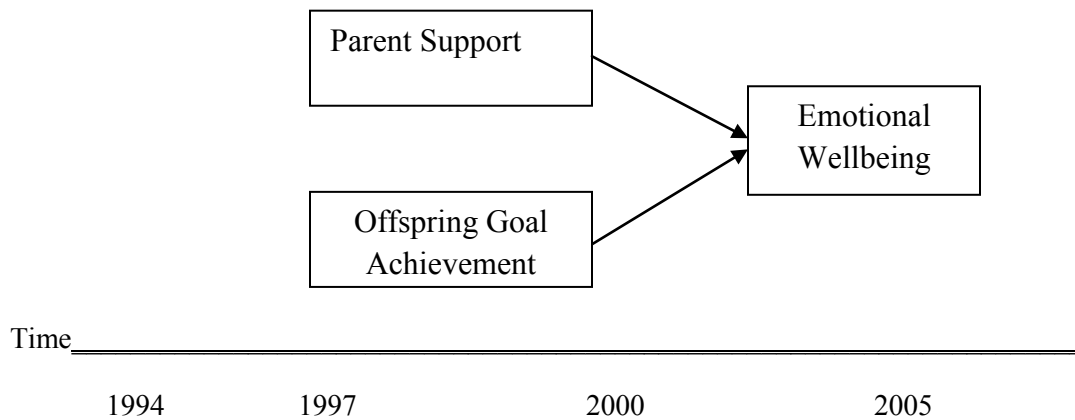 Parent Support
Emotional
Wellbeing
Offspring Goal
Achievement
Time
1994 1997 2000 2005